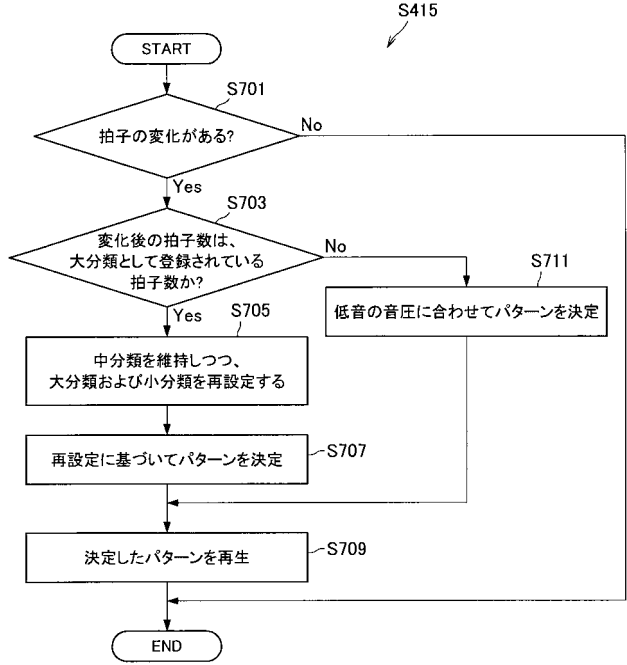 S415
START
S701
拍子の変化がある?
No
Yes
S703
変化後の拍子数は、
大分類として登録されている
拍子数か?
No
S711
低音の音圧に合わせてパターンを決定
Yes
S705
中分類を維持しつつ、
大分類および小分類を再設定する
再設定に基づいてパターンを決定
S707
決定したパターンを再生
S709
END